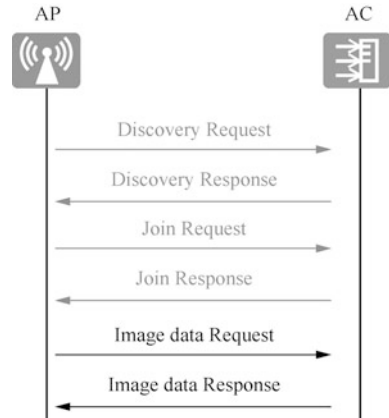 AP
AC
Discovery Request
Discovery Response
Join Request
Join Response
Image data Request
Image data Response